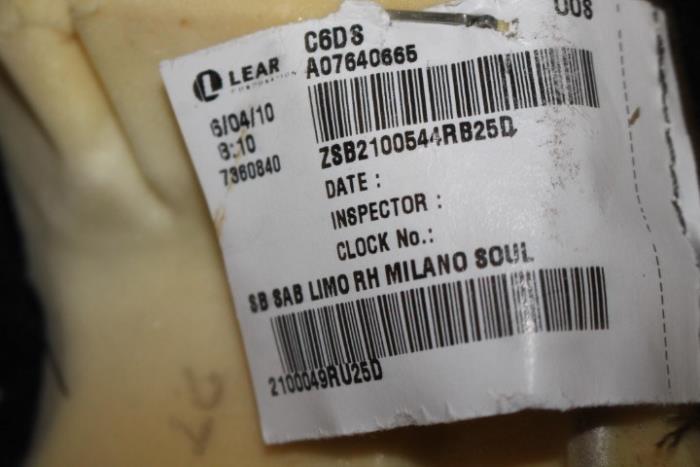 008
C6DS
A07640665
LEAR
CORPORATION
6/04/10
8:10
7360840
ZSB2100544RB25D
DATE :
INSPECTOR :
CLOCK No.:
SB SAB LIMO RH MILANO SOUL
2100049RU25D